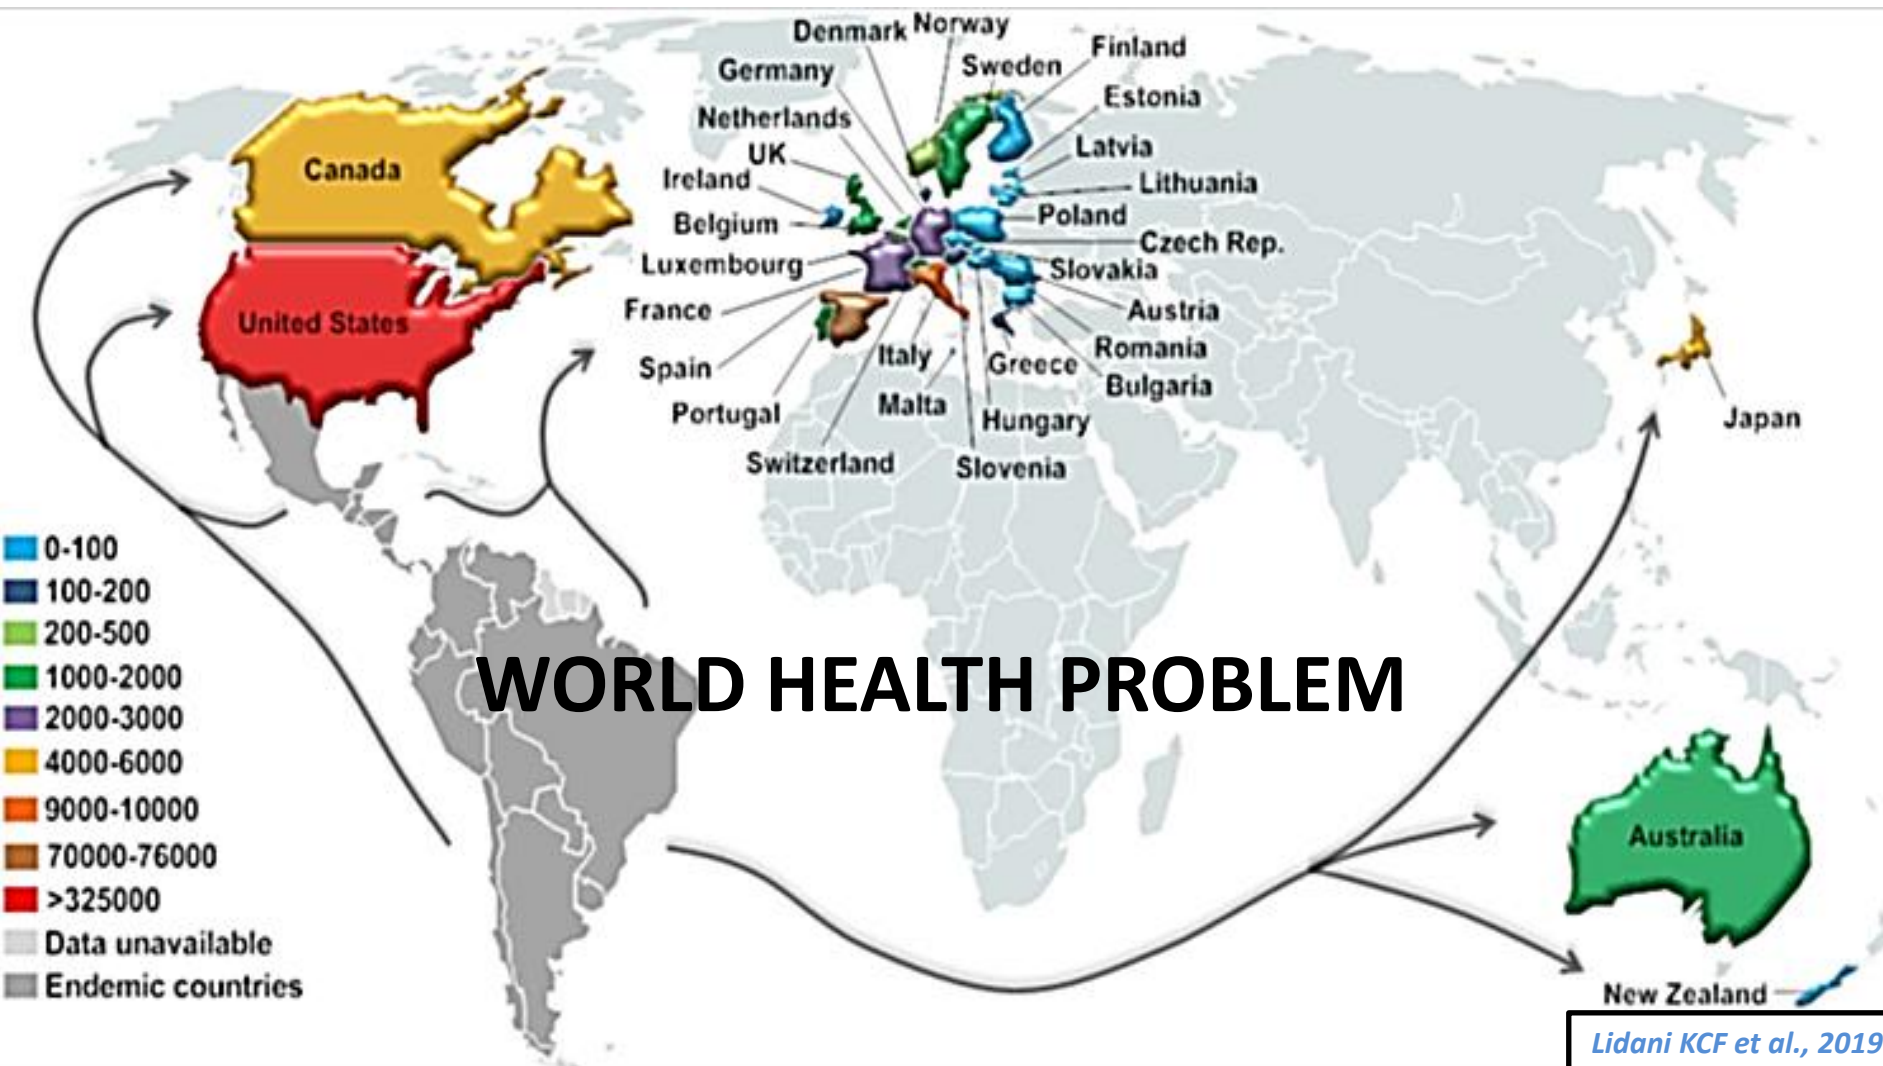 Denmark
Norway
Finland
Germany
Sweden
Estonia
Netherlands
Latvia
UK
Ireland
Lithuania
Belgium
Poland
Czech Rep.
Luxembourg
Slovakia
France
Austria
Spain
Italy
Greece
Romania
Bulgaria
Portugal
Malta
Hungary
Switzerland
Slovenia
Canada
United States
Japan
0-100
100-200
200-500
1000-2000
2000-3000
4000-6000
9000-10000
70000-76000
>325000
Data unavailable
Endemic countries
WORLD HEALTH PROBLEM
Australia
New Zealand
Lidani KCF et al., 2019